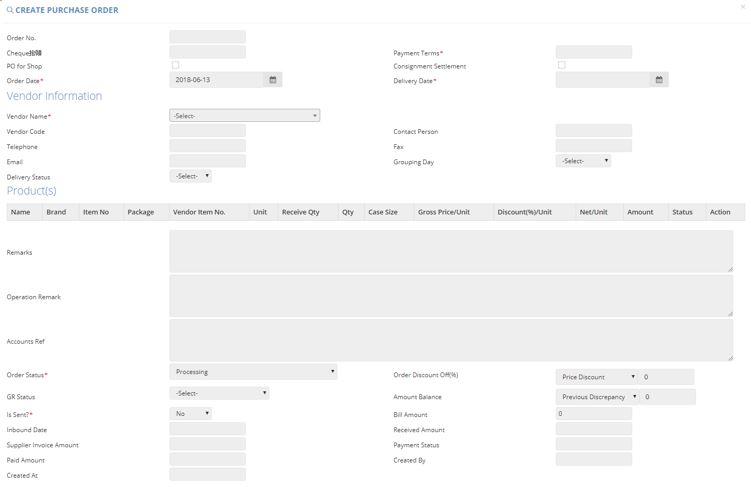 CREATE PURCHASE ORDER
×
Order No.
Cheque抬頭
Payment Terms*
PO for Shop
Consignment Settlement
Order Date*
2018-06-13
Delivery Date*
Vendor Information
Vendor Name*
-Select-
Vendor Code
Contact Person
Telephone
Fax
Email
Grouping Day
-Select-
Delivery Status
-Select-
Product(s)
Name Brand Item No Package Vendor Item No. Unit Receive Qty Qty Case Size Gross Price/Unit Discount(%)/Unit Net/Unit Amount Status Action
Remarks
Operation Remark
Accounts Ref
Order Status*
Processing
Order Discount Off(%)
Price Discount
0
GR Status
-Select-
Amount Balance
Previous Discrepancy
0
Is Sent?*
No
Bill Amount
0
Inbound Date
Received Amount
Supplier Invoice Amount
Payment Status
Paid Amount
Created By
Created At